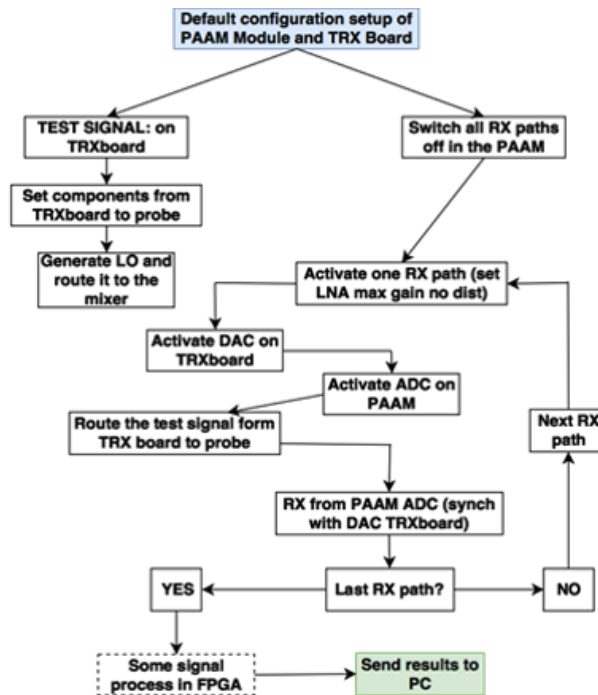 Default configuration setup of
PAAM Module and TRX Board
TEST SIGNAL: on
TRXboard
Switch all RX paths
off in the PAAM
Set components from
TRXboard to probe
Generate LO and
route it to the
mixer
Activate one RX path (set
LNA max gain no dist)
Activate DAC on
TRXboard
Activate ADC on
PAAM
Route the test signal form
TRX board to probe
Next RX
path
RX from PAAM ADC (synch
with DAC TRXboard)
YES
Last RX path?
NO
Some signal
process in FPGA
Send results to
PC